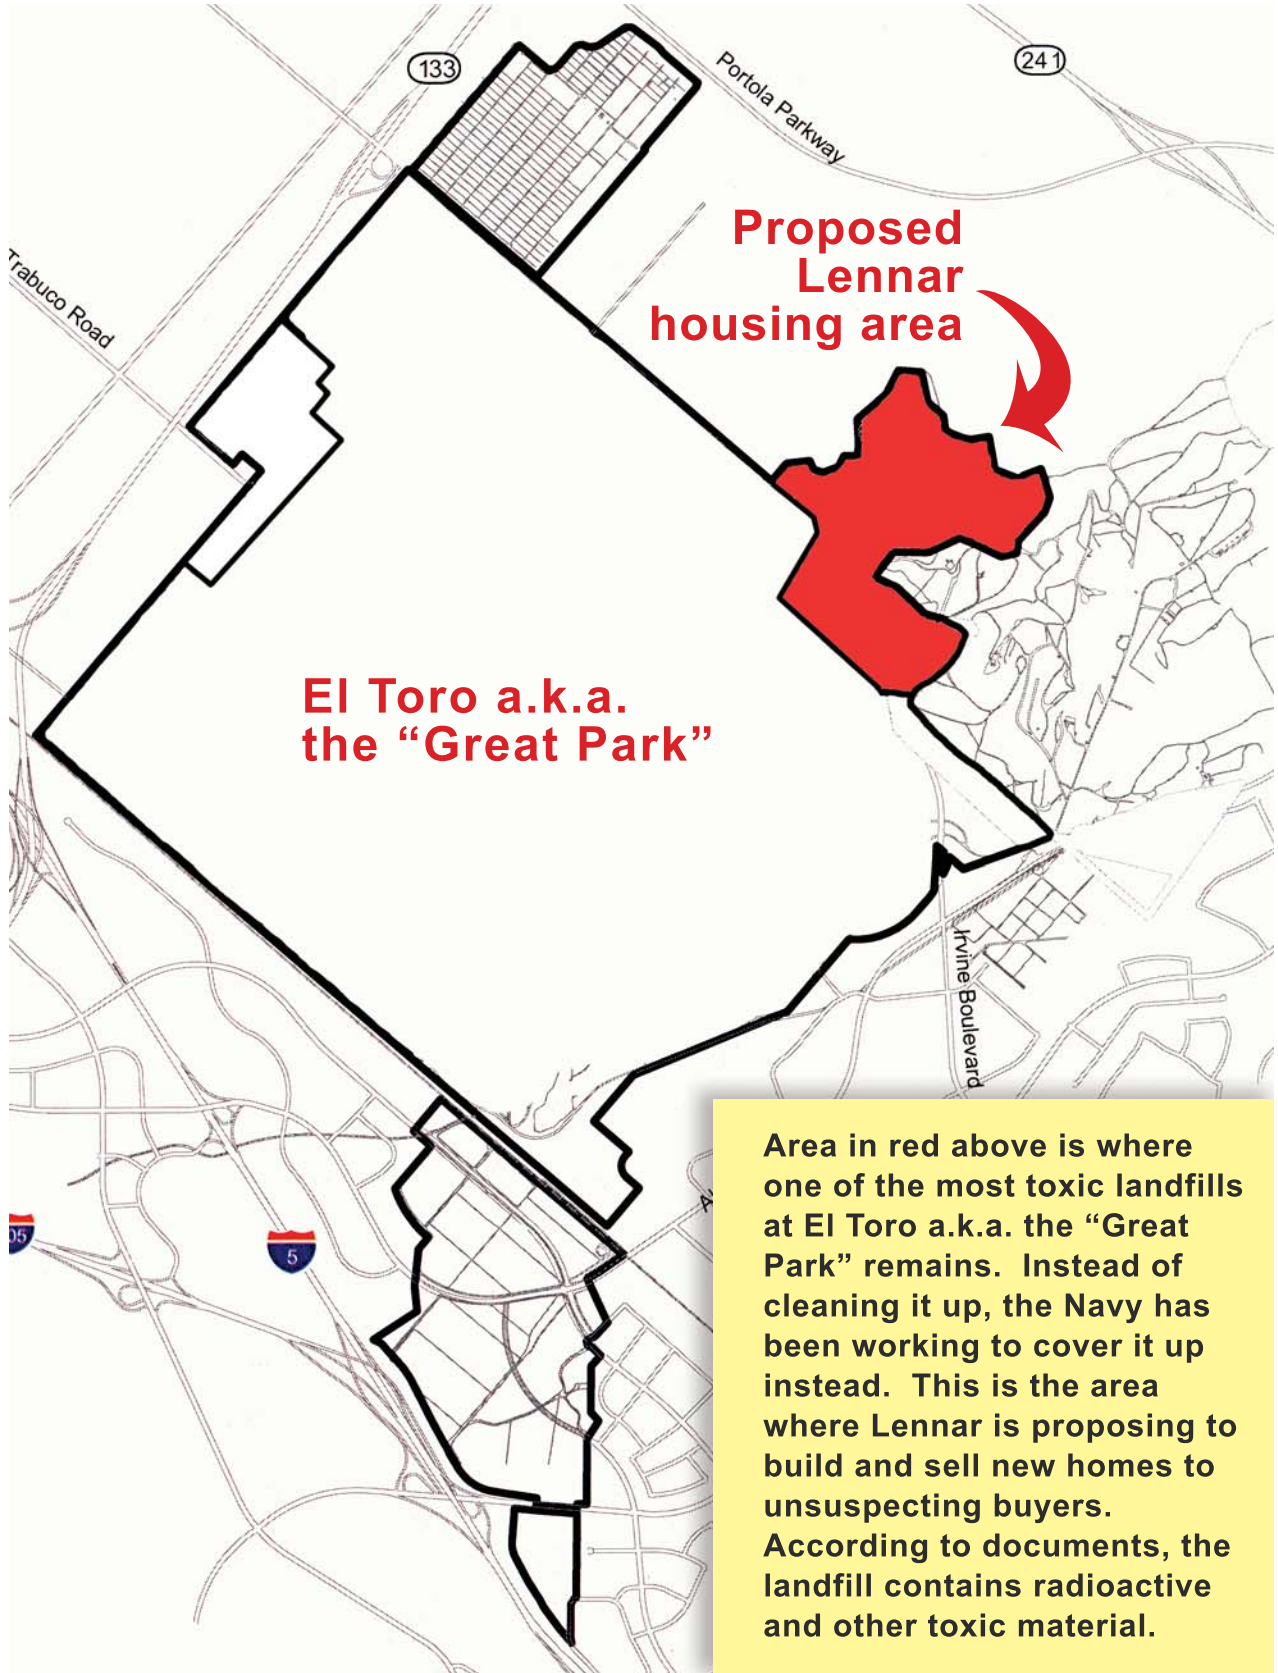 133
241
Portola Parkway
Proposed
Lennar
housing area
Trabuco Road
El Toro a.k.a.
the “Great Park”
Irvine Boulevard
05
5
Area in red above is where
one of the most toxic landfills
at El Toro a.k.a. the “Great
Park” remains.  Instead of
cleaning it up, the Navy has
been working to cover it up
instead.  This is the area
where Lennar is proposing to
build and sell new homes to
unsuspecting buyers.
According to documents, the
landfill contains radioactive
and other toxic material.